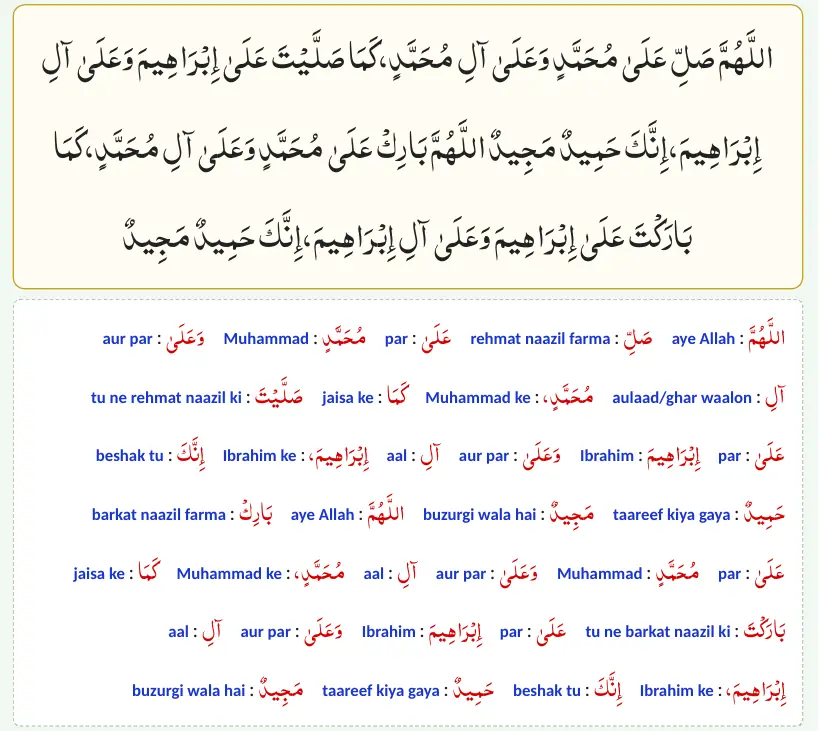 اللَّهُمَّ صَلِّ عَلَىٰ مُحَمَّدٍ وَعَلَىٰ آلِ مُحَمَّدٍ،كَمَا صَلَّيْتَ عَلَىٰ إِبْرَاهِيمَ وَعَلَىٰ آلِ
إِبْرَاهِيمَ،إِنَّكَ حَمِيدٌ مَجِيدٌ اللَّهُمَّ بَارِكْ عَلَىٰ مُحَمَّدٍ وَعَلَىٰ آلِ مُحَمَّدٍ،كَمَا
بَارَكْتَ عَلَىٰ إِبْرَاهِيمَ وَعَلَىٰ آلِ إِبْرَاهِيمَ،إِنَّكَ حَمِيدٌ مَجِيدٌ
اللَّهُمَّ : aye Allah صَلِّ : rehmat naazil farma عَلَىٰ : par مُحَمَّدٍ : Muhammad وَعَلَىٰ : aur par
آلِ : aulaad/ghar waalon مُحَمَّدٍ، : Muhammad ke كَمَا : jaisa ke صَلَّيْتَ : tu ne rehmat naazil ki
عَلَىٰ : par إِبْرَاهِيمَ : Ibrahim وَعَلَىٰ : aur par آلِ : aal إِبْرَاهِيمَ، : Ibrahim ke إِنَّكَ : beshak tu
حَمِيدٌ : taareef kiya gaya مَجِيدٌ : buzurgi wala hai اللَّهُمَّ : aye Allah بَارِكْ : barkat naazil farma
عَلَىٰ : par مُحَمَّدٍ : Muhammad وَعَلَىٰ : aur par آلِ : aal مُحَمَّدٍ، : Muhammad ke كَمَا : jaisa ke
بَارَكْتَ : tu ne barkat naazil ki عَلَىٰ : par إِبْرَاهِيمَ : Ibrahim وَعَلَىٰ : aur par آلِ : aal
إِبْرَاهِيمَ، : Ibrahim ke إِنَّكَ : beshak tu حَمِيدٌ : taareef kiya gaya مَجِيدٌ : buzurgi wala hai